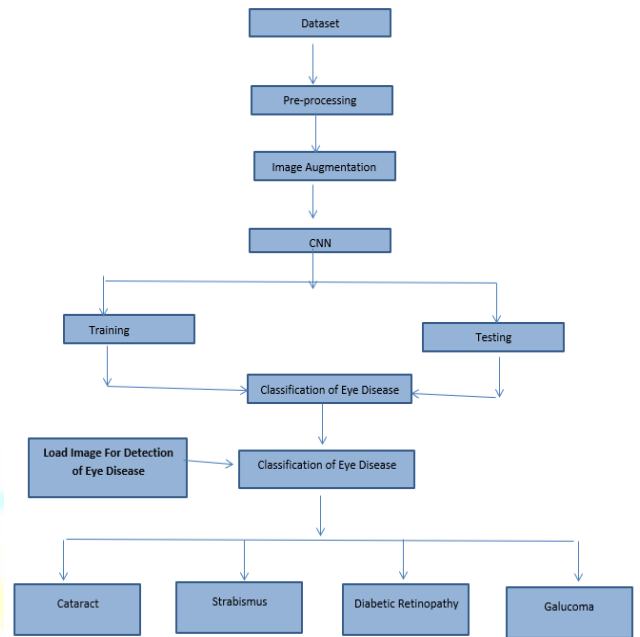 Dataset
Pre-processing
Image Augmentation
CNN
Training
Testing
Classification of Eye Disease
Load Image For Detection
of Eye Disease
Classification of Eye Disease
Cataract
Strabismus
Diabetic Retinopathy
Galucoma